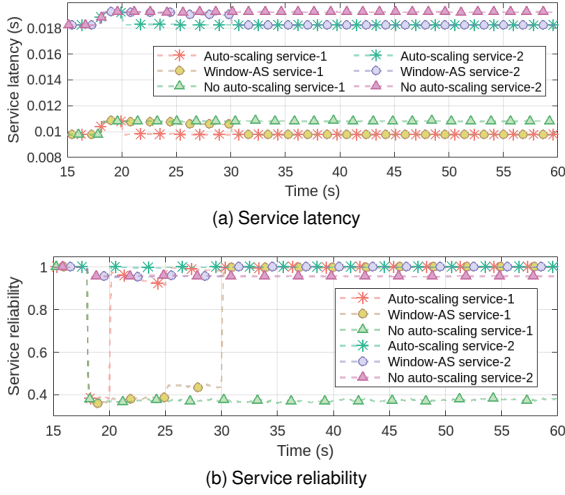 0.018
0.016
0.014
0.012
0.01
0.008
Service latency (s)
Auto-scaling service-1
Window-AS service-1
No auto-scaling service-1
Auto-scaling service-2
Window-AS service-2
No auto-scaling service-2
15 20 25 30 35 40 45 50 55 60
Time (s)
(a) Service latency
1
0.8
0.6
0.4
Service reliability
Auto-scaling service-1
Window-AS service-1
No auto-scaling service-1
Auto-scaling service-2
Window-AS service-2
No auto-scaling service-2
15 20 25 30 35 40 45 50 55 60
Time (s)
(b) Service reliability